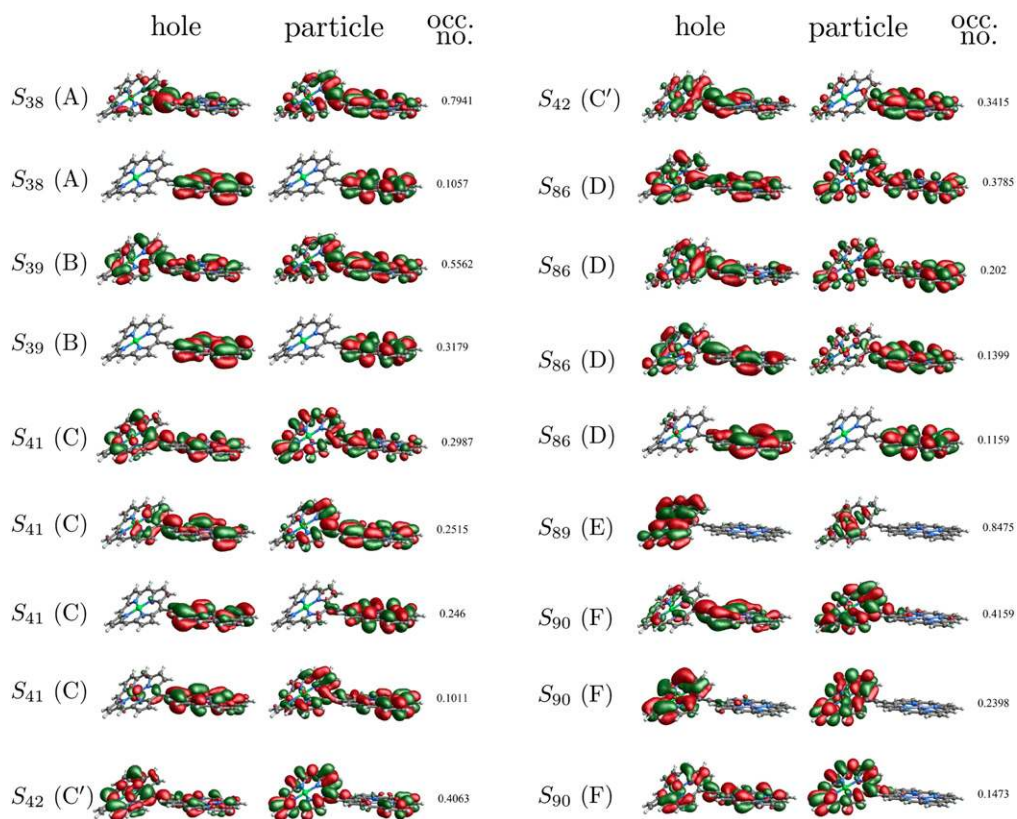 hole particle occ. no.
S₃₈ (A) 0.7941
S₃₈ (A) 0.1057
S₃₉ (B) 0.5562
S₃₉ (B) 0.3179
S₄₁ (C) 0.2987
S₄₁ (C) 0.2515
S₄₁ (C) 0.246
S₄₁ (C) 0.1011
S₄₂ (C′) 0.4063
hole particle occ. no.
S₄₂ (C′) 0.3415
S₈₆ (D) 0.3785
S₈₆ (D) 0.202
S₈₆ (D) 0.1399
S₈₆ (D) 0.1159
S₈₉ (E) 0.8475
S₉₀ (F) 0.4159
S₉₀ (F) 0.2398
S₉₀ (F) 0.1473